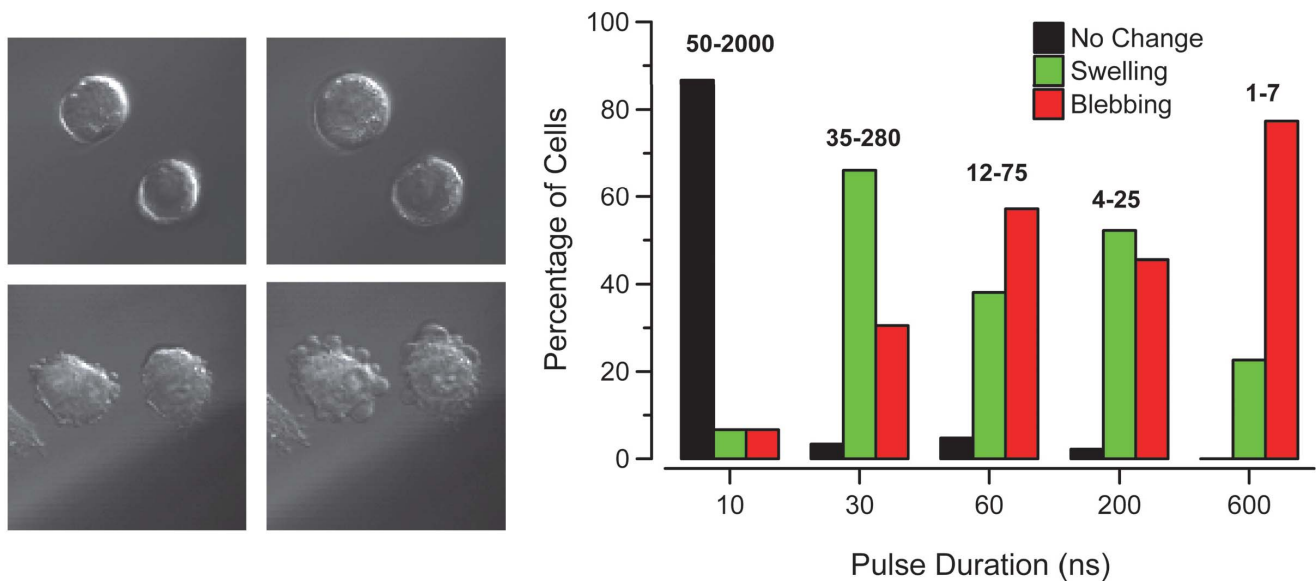 100
80
60
40
20
0
Percentage of Cells
50-2000
35-280
12-75
4-25
1-7
No Change
Swelling
Blebbing
10 30 60 200 600
Pulse Duration (ns)